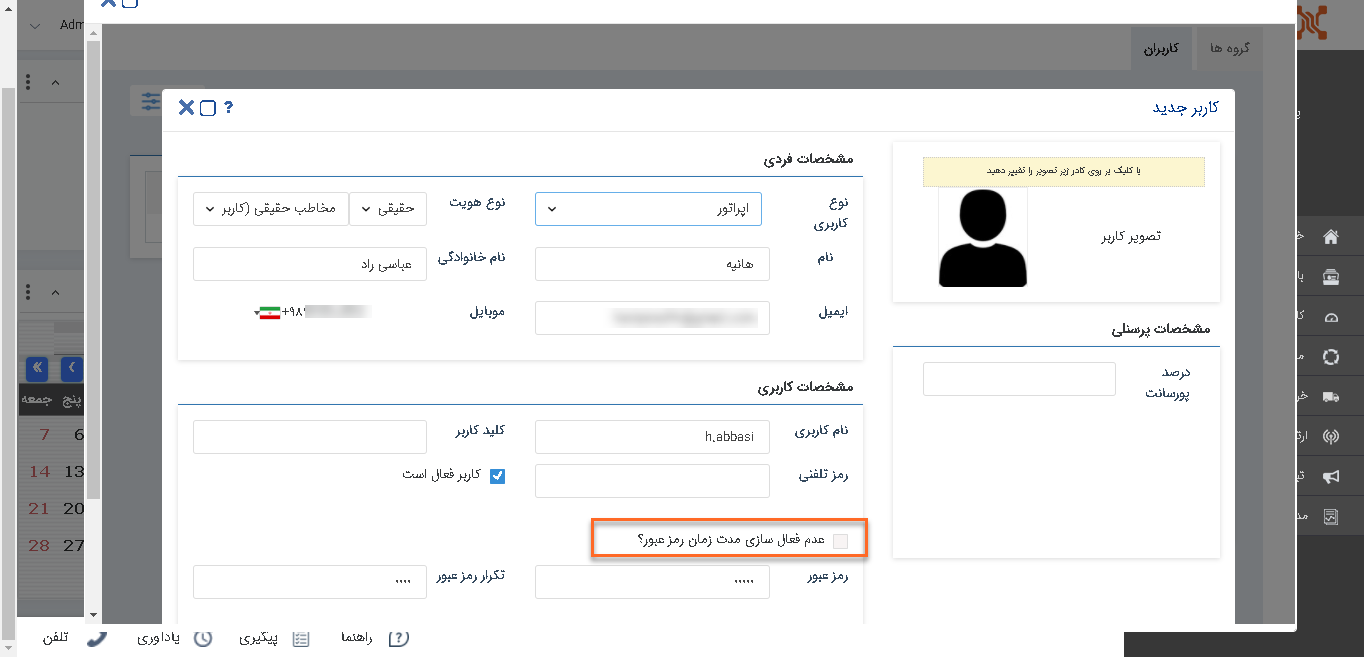 Adm
گروه ها
کاربران
کاربر جدید
?
با کلیک بر روی کادر زیر تصویر را تغییر دهید
تصویر کاربر
مشخصات پرسنلی
درصد پورسانت
مشخصات فردی
نوع کاربری
اپراتور
نوع هویت
حقیقی
مخاطب حقیقی (کاربر
نام
هانیه
نام خانوادگی
عباسی راد
ایمیل
موبایل
+۹۸۹
مشخصات کاربری
نام کاربری
h.abbasi
کلید کاربر
رمز تلفنی
کاربر فعال است
عدم فعال سازی مدت زمان رمز عبور؟
رمز عبور
تکرار رمز عبور
پنج
جمعه
6
7
13
14
20
21
27
28
راهنما
پیگیری
یادآوری
تلفن